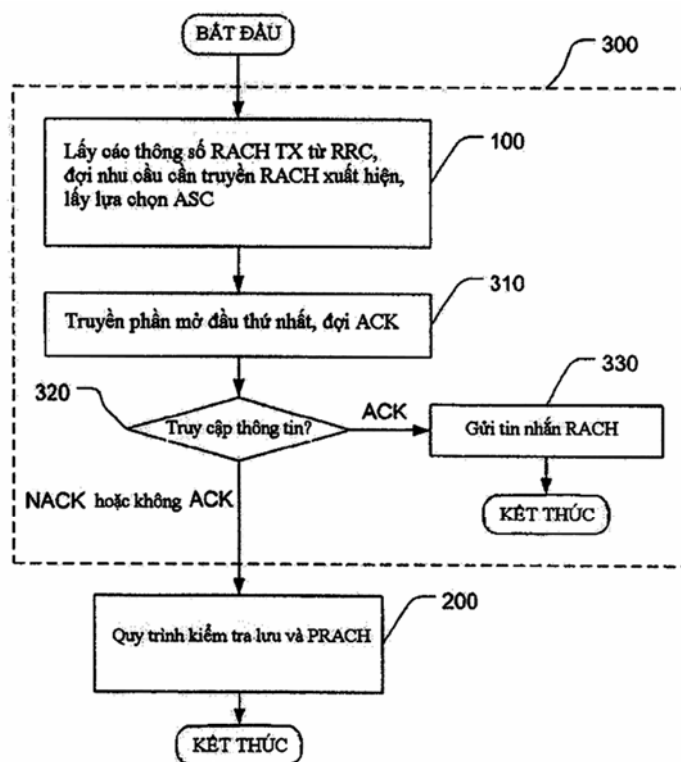 BẮT ĐẦU
300
Lấy các thông số RACH TX từ RRC,
đợi nhu cầu cần truyền RACH xuất hiện,
lấy lựa chọn ASC
100
Truyền phần mở đầu thứ nhất, đợi ACK
310
320
Truy cập thông tin?
ACK
330
Gửi tin nhắn RACH
KẾT THÚC
NACK hoặc không ACK
200
Quy trình kiểm tra lưu và PRACH
KẾT THÚC